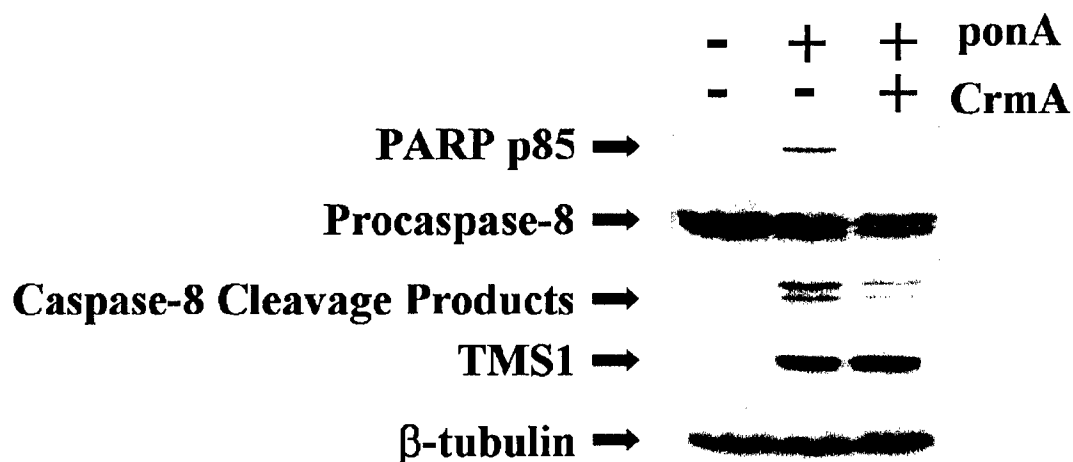 - + + ponA
- - + CrmA
PARP p85
Procaspase-8
Caspase-8 Cleavage Products
TMS1
β-tubulin